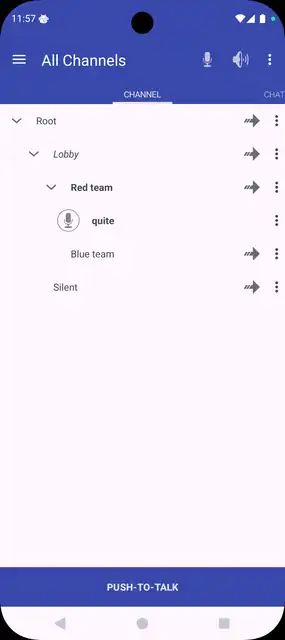 11:57
All Channels
CHANNEL
CHAT
Root
Lobby
Red team
quite
Blue team
Silent
PUSH-TO-TALK